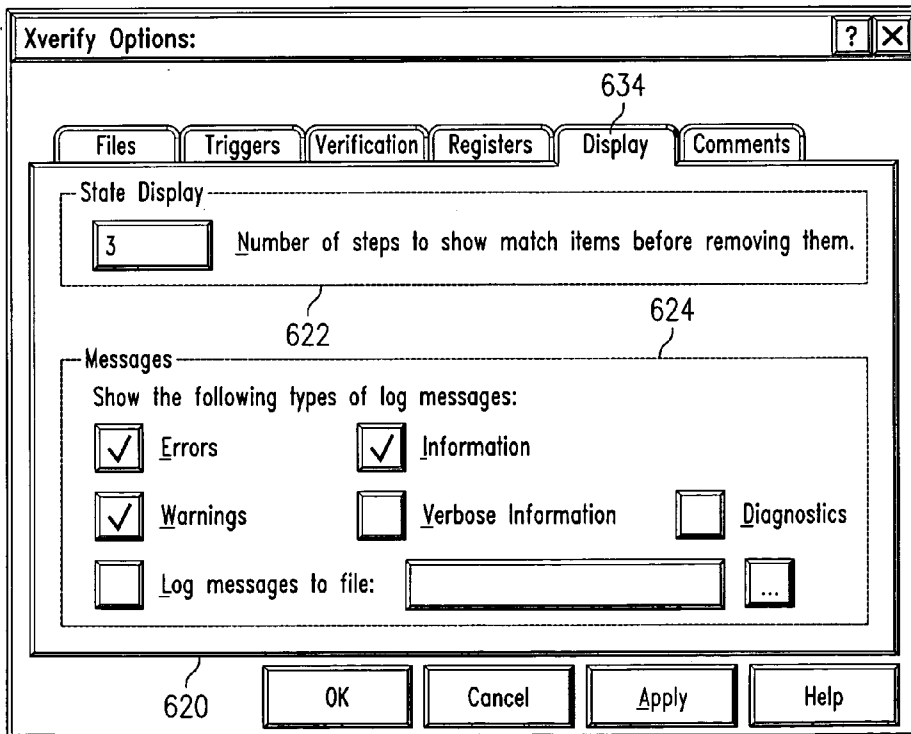 Xverify Options:
?
634
Files Triggers Verification Registers Display Comments
State Display
3 Number of steps to show match items before removing them.
622
624
Messages
Show the following types of log messages:
Errors Information
Warnings Verbose Information Diagnostics
Log messages to file: ...
620
OK Cancel Apply Help